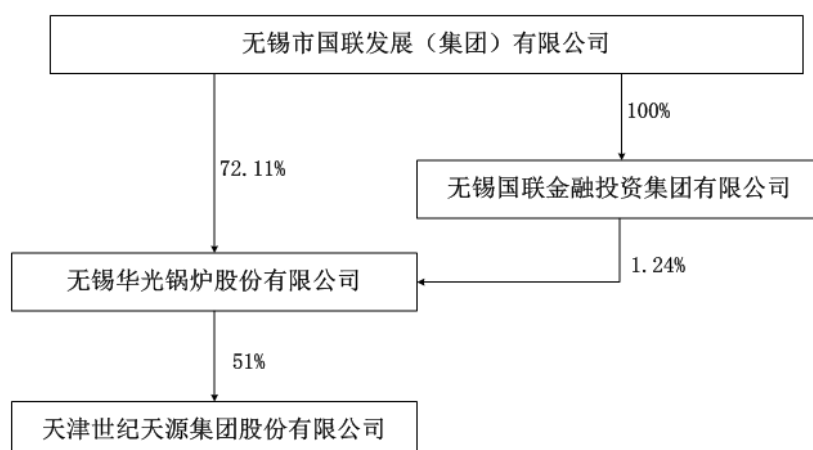 无锡市国联发展（集团）有限公司
100%
72.11%
无锡国联金融投资集团有限公司
1.24%
无锡华光锅炉股份有限公司
51%
天津世纪天源集团股份有限公司